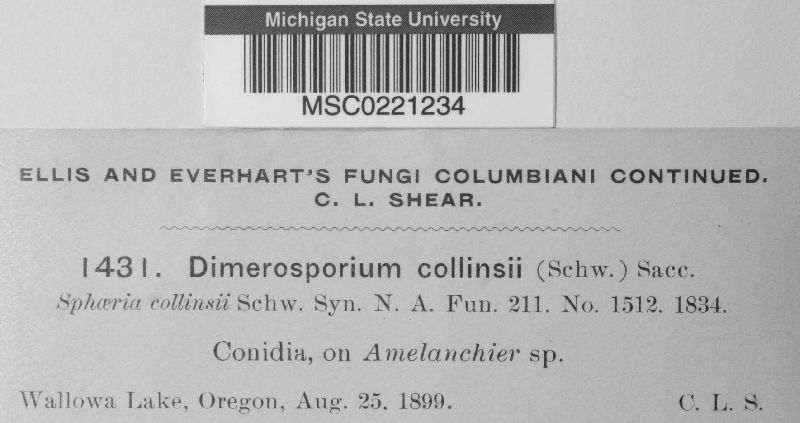 Michigan State University
MSC0221234
ELLIS AND EVERHART'S FUNGI COLUMBIANI CONTINUED.
C. L. SHEAR.
1431. Dimerosporium collinsii (Schw.) Sacc.
Sphæria collinsii Schw. Syn. N. A. Fun. 211. No. 1512. 1834.
Conidia, on Amelanchier sp.
Wallowa Lake, Oregon, Aug. 25, 1899. C. L. S.